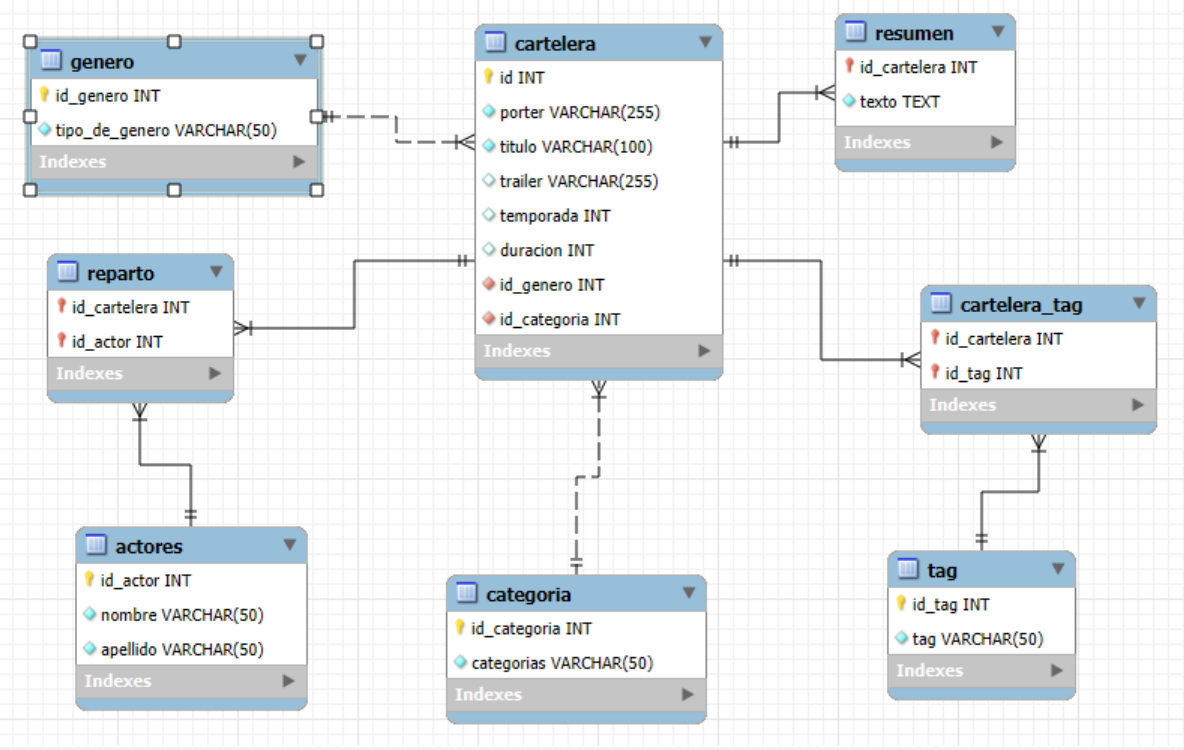 genero
id_genero INT
tipo_de_genero VARCHAR(50)
Indexes
cartelera
id INT
porter VARCHAR(255)
titulo VARCHAR(100)
trailer VARCHAR(255)
temporada INT
duracion INT
id_genero INT
id_categoria INT
Indexes
resumen
id_cartelera INT
texto TEXT
Indexes
reparto
id_cartelera INT
id_actor INT
Indexes
cartelera_tag
id_cartelera INT
id_tag INT
Indexes
actores
id_actor INT
nombre VARCHAR(50)
apellido VARCHAR(50)
Indexes
categoria
id_categoria INT
categorias VARCHAR(50)
Indexes
tag
id_tag INT
tag VARCHAR(50)
Indexes